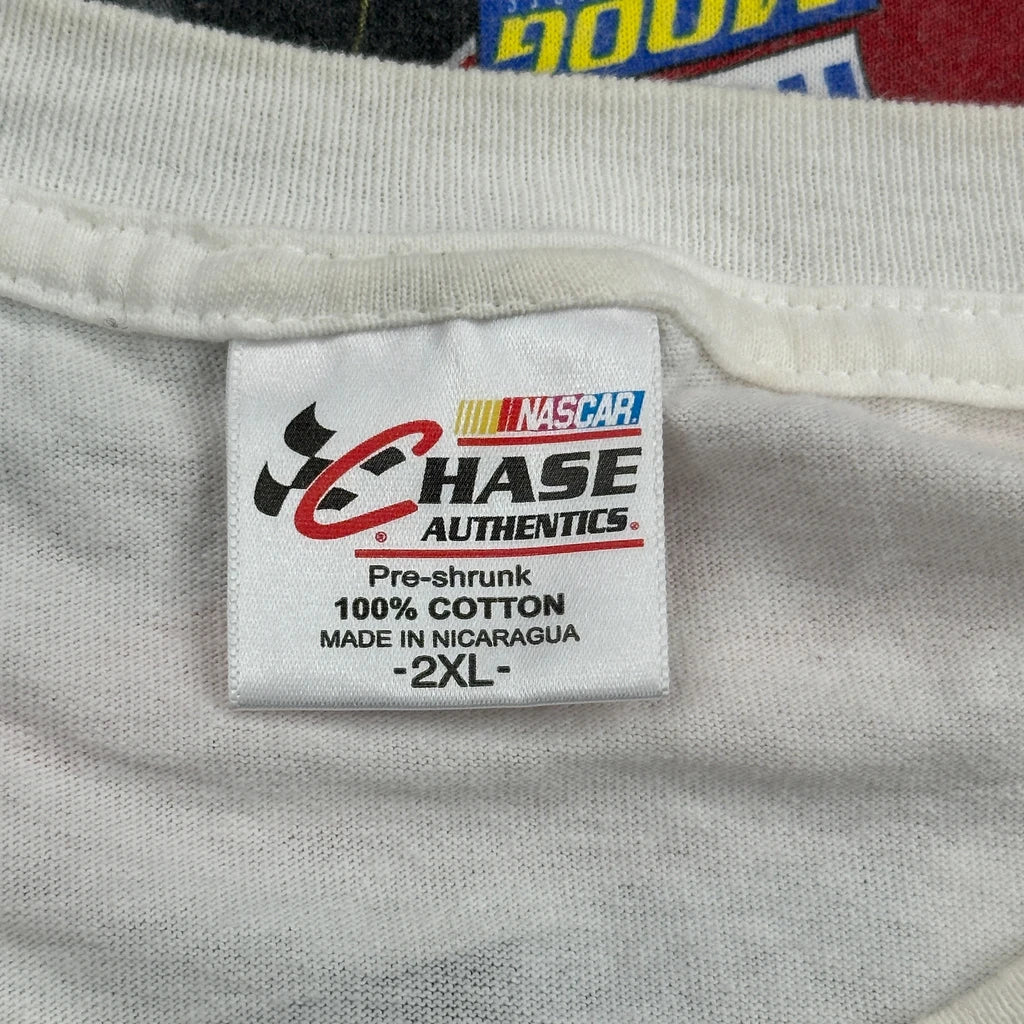 NASCAR.
CHASE
AUTHENTICS®
®
Pre-shrunk
100% COTTON
MADE IN NICARAGUA
-2XL-